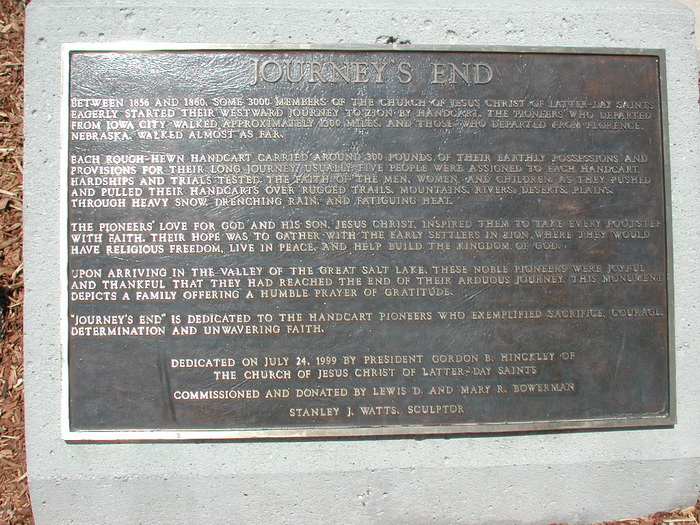 JOURNEY'S END
BETWEEN 1856 AND 1860, SOME 3000 MEMBERS OF THE CHURCH OF JESUS CHRIST OF LATTER-DAY SAINTS
EAGERLY STARTED THEIR WESTWARD JOURNEY TO ZION BY HANDCART. THE PIONEERS WHO DEPARTED
FROM IOWA CITY WALKED APPROXIMATELY 1300 MILES, AND THOSE WHO DEPARTED FROM FLORENCE,
NEBRASKA, WALKED ALMOST AS FAR.
EACH ROUGH-HEWN HANDCART CARRIED AROUND 300 POUNDS OF THEIR EARTHLY POSSESSIONS AND
PROVISIONS FOR THEIR LONG JOURNEY. USUALLY FIVE PEOPLE WERE ASSIGNED TO EACH HANDCART.
HARDSHIPS AND TRIALS TESTED THE FAITH OF THE MEN, WOMEN, AND CHILDREN AS THEY PUSHED
AND PULLED THEIR HANDCARTS OVER RUGGED TRAILS, MOUNTAINS, RIVERS, DESERTS, PLAINS,
THROUGH HEAVY SNOW, DRENCHING RAIN, AND FATIGUING HEAT.
THE PIONEERS' LOVE FOR GOD AND HIS SON, JESUS CHRIST, INSPIRED THEM TO TAKE EVERY FOOTSTEP
WITH FAITH. THEIR HOPE WAS TO GATHER WITH THE EARLY SETTLERS IN ZION WHERE THEY WOULD
HAVE RELIGIOUS FREEDOM, LIVE IN PEACE, AND HELP BUILD THE KINGDOM OF GOD.
UPON ARRIVING IN THE VALLEY OF THE GREAT SALT LAKE, THESE NOBLE PIONEERS WERE JOYFUL
AND THANKFUL THAT THEY HAD REACHED THE END OF THEIR ARDUOUS JOURNEY. THIS MONUMENT
DEPICTS A FAMILY OFFERING A HUMBLE PRAYER OF GRATITUDE.
"JOURNEY'S END" IS DEDICATED TO THE HANDCART PIONEERS WHO EXEMPLIFIED SACRIFICE, COURAGE,
DETERMINATION AND UNWAVERING FAITH.
DEDICATED ON JULY 24, 1999 BY PRESIDENT GORDON B. HINCKLEY OF
THE CHURCH OF JESUS CHRIST OF LATTER-DAY SAINTS
COMMISSIONED AND DONATED BY LEWIS D. AND MARY R. BOWERMAN
STANLEY J. WATTS, SCULPTOR